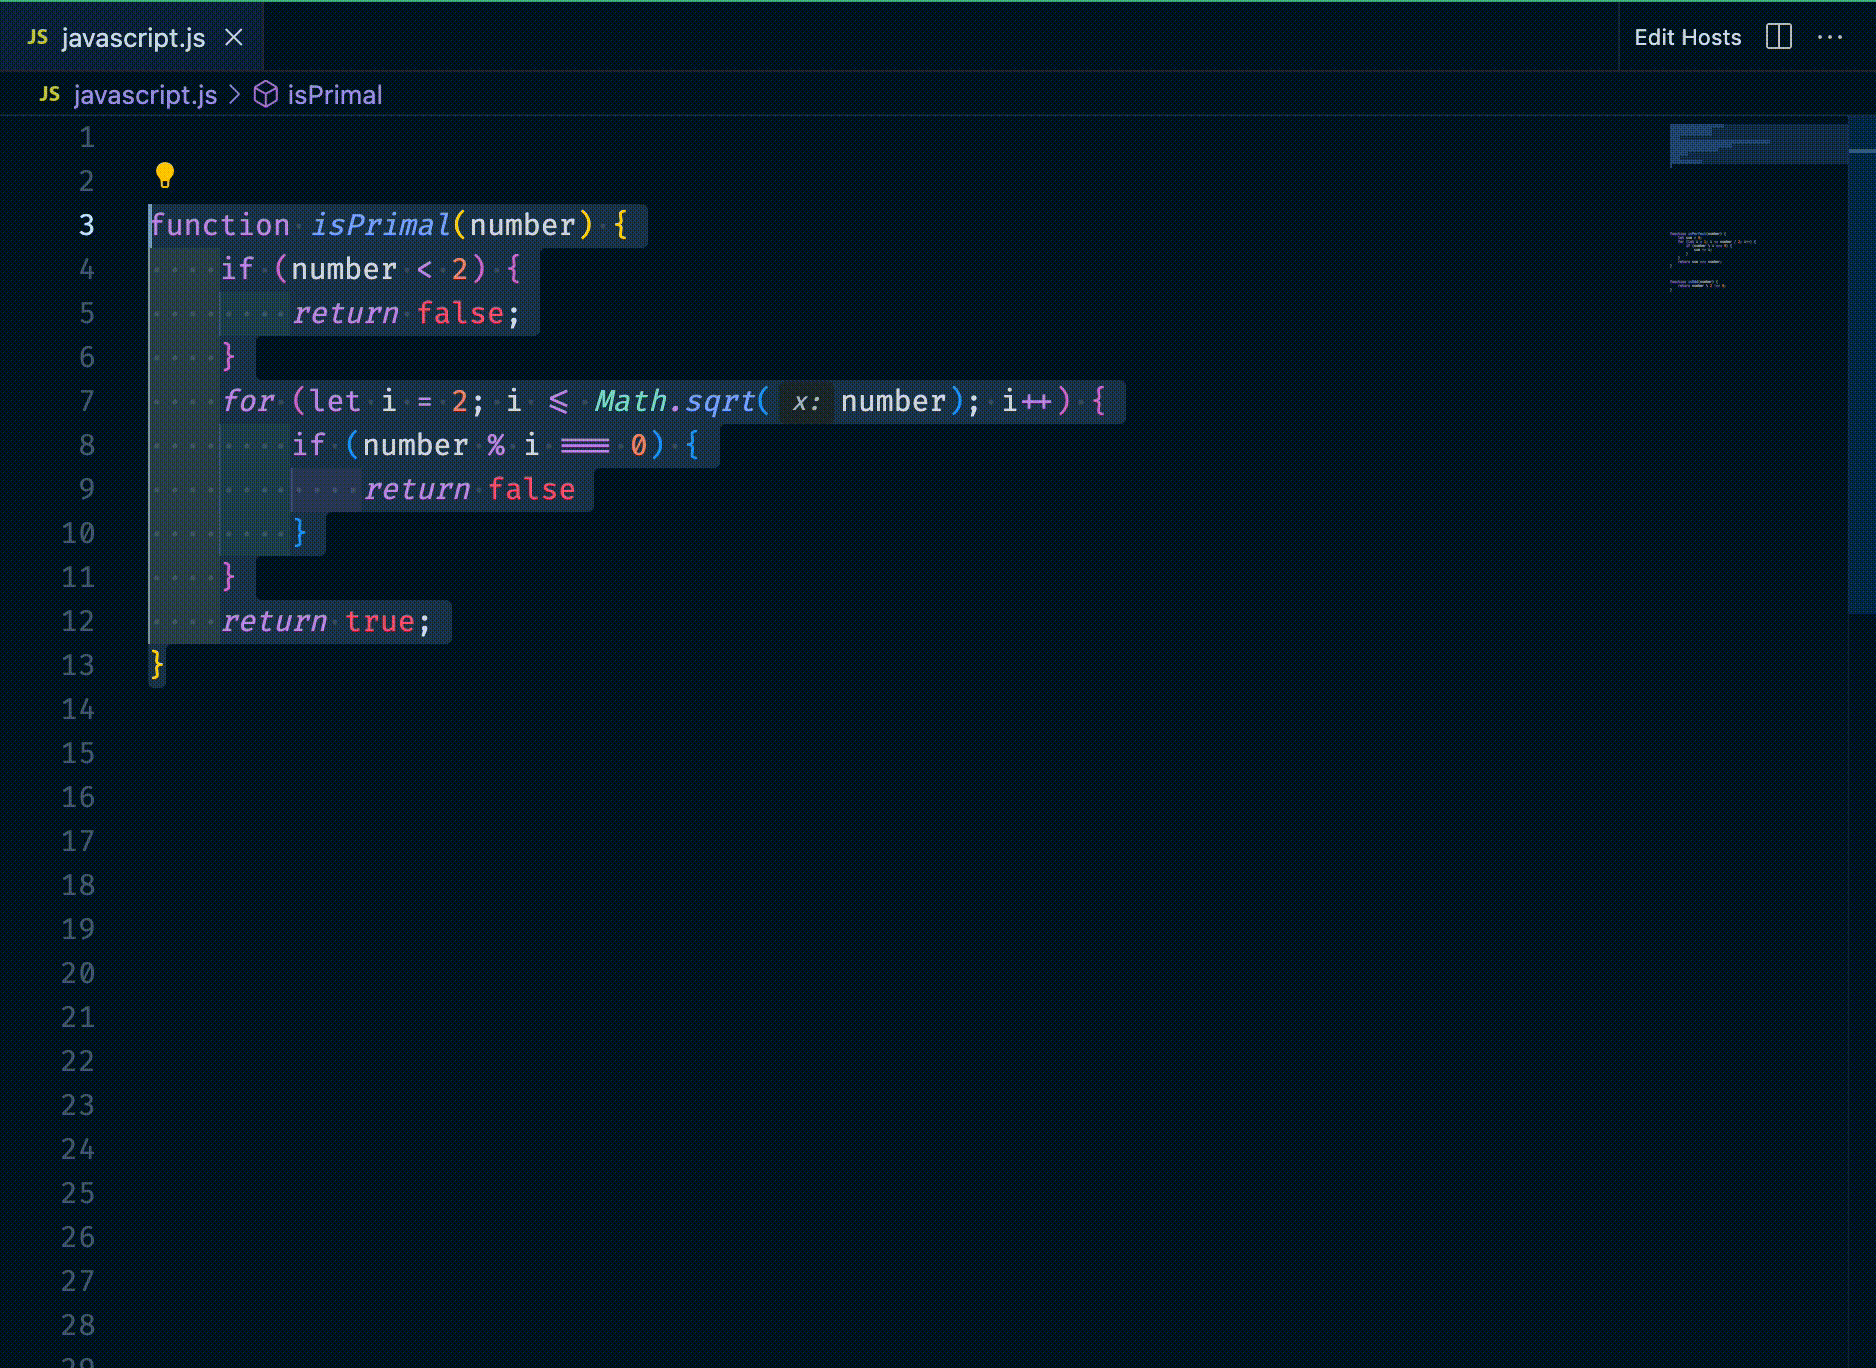 JS javascript.js Edit Hosts ···
JS javascript.js > isPrimal
1
2
3 function isPrimal(number) {
4 if (number < 2) {
5 return false;
6 }
7 for (let i = 2; i <= Math.sqrt( x: number); i++) {
8 if (number % i === 0) {
9 return false
10 }
11 }
12 return true;
13 }
14
15
16
17
18
19
20
21
22
23
24
25
26
27
28
29